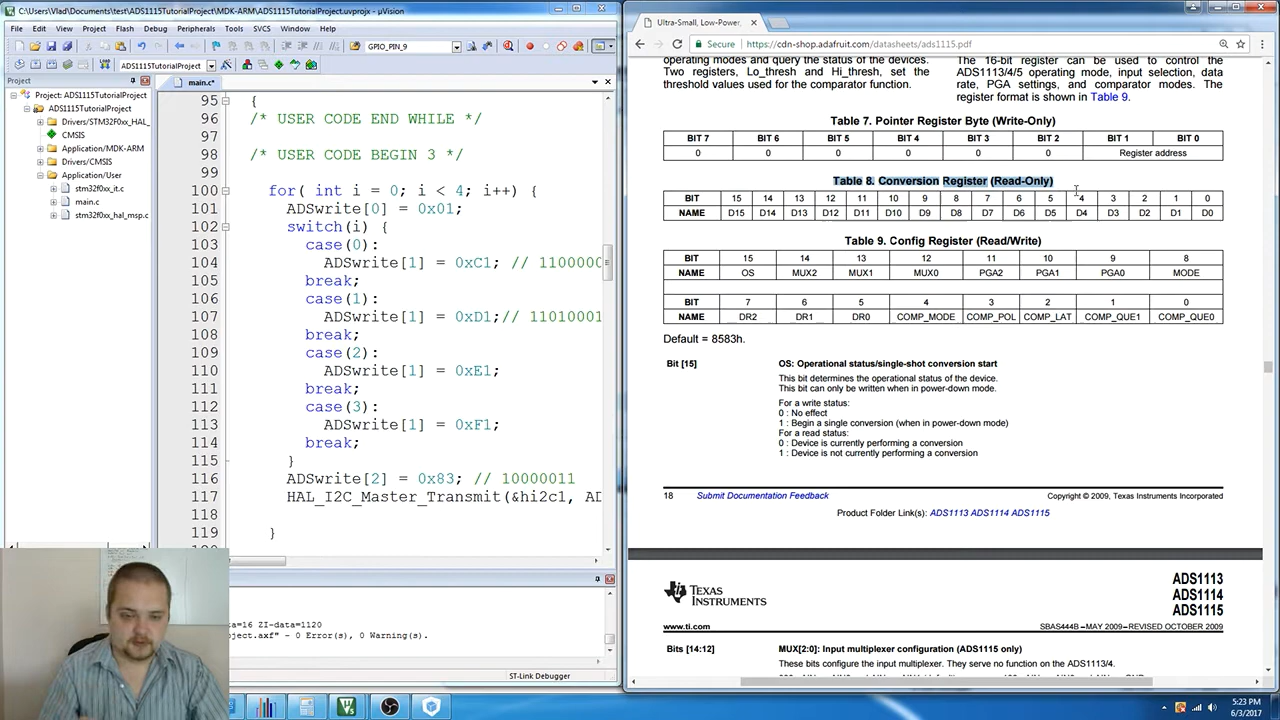 C:\Users\Vlad\Documents\test\ADS1115TutorialProject\MDK-ARM\ADS1115TutorialProject.uvprojx - µVision
File Edit View Project Flash Debug Peripherals Tools SVCS Window Help
GPIO_PIN_9
ADS1115TutorialProject
Project
Project: ADS1115TutorialProject
ADS1115TutorialProject
Drivers/STM32F0xx_HAL_
CMSIS
Application/MDK-ARM
Drivers/CMSIS
Application/User
stm32f0xx_it.c
main.c
stm32f0xx_hal_msp.c
main.c
95 {
96 /* USER CODE END WHILE */
97
98 /* USER CODE BEGIN 3 */
99
100 for( int i = 0; i < 4; i++) {
101 ADSwrite[0] = 0x01;
102 switch(i) {
103 case(0):
104 ADSwrite[1] = 0xC1; // 1100000
105 break;
106 case(1):
107 ADSwrite[1] = 0xD1;// 11010001
108 break;
109 case(2):
110 ADSwrite[1] = 0xE1;
111 break;
112 case(3):
113 ADSwrite[1] = 0xF1;
114 break;
115 }
116 ADSwrite[2] = 0x83; // 10000011
117 HAL_I2C_Master_Transmit(&hi2c1, AD
118
119 }
ata=16 ZI-data=1120
oject.axf" - 0 Error(s), 0 Warning(s).
ST-Link Debugger
Ultra-Small, Low-Power,
Secure https://cdn-shop.adafruit.com/datasheets/ads1115.pdf
operating modes and query the status of the devices.
Two registers, Lo_thresh and Hi_thresh, set the
threshold values used for the comparator function.
The 16-bit register can be used to control the
ADS1113/4/5 operating mode, input selection, data
rate, PGA settings, and comparator modes. The
register format is shown in Table 9.
Table 7. Pointer Register Byte (Write-Only)
BIT 7 BIT 6 BIT 5 BIT 4 BIT 3 BIT 2 BIT 1 BIT 0
0 0 0 0 0 0 Register address
Table 8. Conversion Register (Read-Only)
BIT 15 14 13 12 11 10 9 8 7 6 5 4 3 2 1 0
NAME D15 D14 D13 D12 D11 D10 D9 D8 D7 D6 D5 D4 D3 D2 D1 D0
Table 9. Config Register (Read/Write)
BIT 15 14 13 12 11 10 9 8
NAME OS MUX2 MUX1 MUX0 PGA2 PGA1 PGA0 MODE
BIT 7 6 5 4 3 2 1 0
NAME DR2 DR1 DR0 COMP_MODE COMP_POL COMP_LAT COMP_QUE1 COMP_QUE0
Default = 8583h.
Bit [15] OS: Operational status/single-shot conversion start
This bit determines the operational status of the device.
This bit can only be written when in power-down mode.
For a write status:
0 : No effect
1 : Begin a single conversion (when in power-down mode)
For a read status:
0 : Device is currently performing a conversion
1 : Device is not currently performing a conversion
18 Submit Documentation Feedback Copyright © 2009, Texas Instruments Incorporated
Product Folder Link(s): ADS1113 ADS1114 ADS1115
TEXAS
INSTRUMENTS
ADS1113
ADS1114
ADS1115
www.ti.com SBAS444B – MAY 2009 – REVISED OCTOBER 2009
Bits [14:12] MUX[2:0]: Input multiplexer configuration (ADS1115 only)
These bits configure the input multiplexer. They serve no function on the ADS1113/4.
5:23 PM
6/3/2017